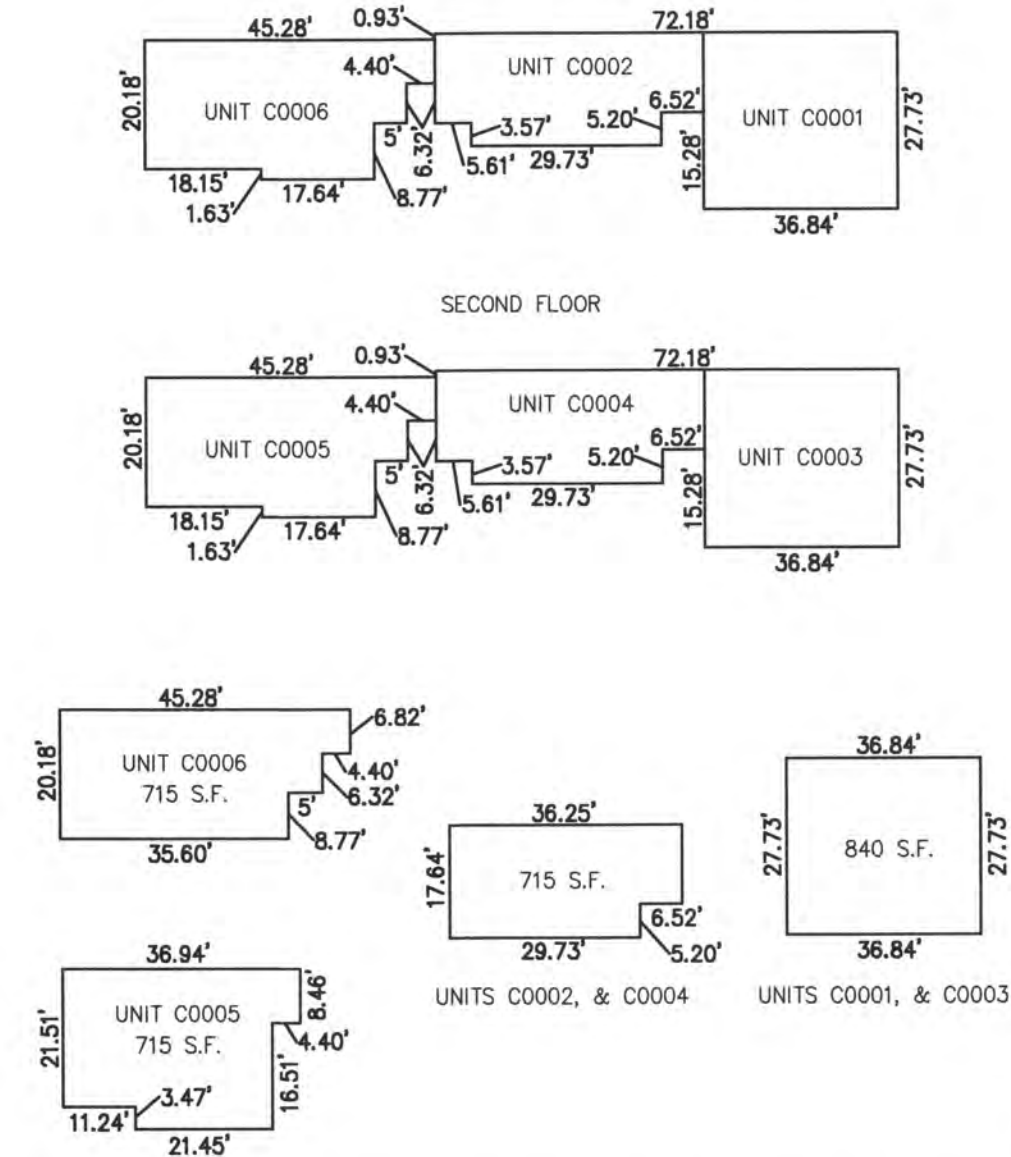 45.28' 0.93' 72.18'
4.40' UNIT C0002
20.18' UNIT C0006 6.52' UNIT C0001 27.73'
5' 6.32' 3.57' 5.20'
18.15' 17.64' 8.77' 5.61' 29.73' 15.28'
1.63' 36.84'
SECOND FLOOR
45.28' 0.93' 72.18'
4.40' UNIT C0004
20.18' UNIT C0005 6.52' UNIT C0003 27.73'
5' 6.32' 3.57' 5.20'
18.15' 17.64' 8.77' 5.61' 29.73' 15.28'
1.63' 36.84'
45.28'
6.82'
20.18' UNIT C0006 4.40'
715 S.F. 6.32'
5'
35.60' 8.77'
36.25'
17.64' 715 S.F.
6.52'
29.73' 5.20'
UNITS C0002, & C0004
36.84'
27.73' 840 S.F. 27.73'
36.84'
UNITS C0001, & C0003
36.94'
21.51' UNIT C0005 8.46'
715 S.F. 4.40'
3.47' 16.51'
11.24'
21.45'